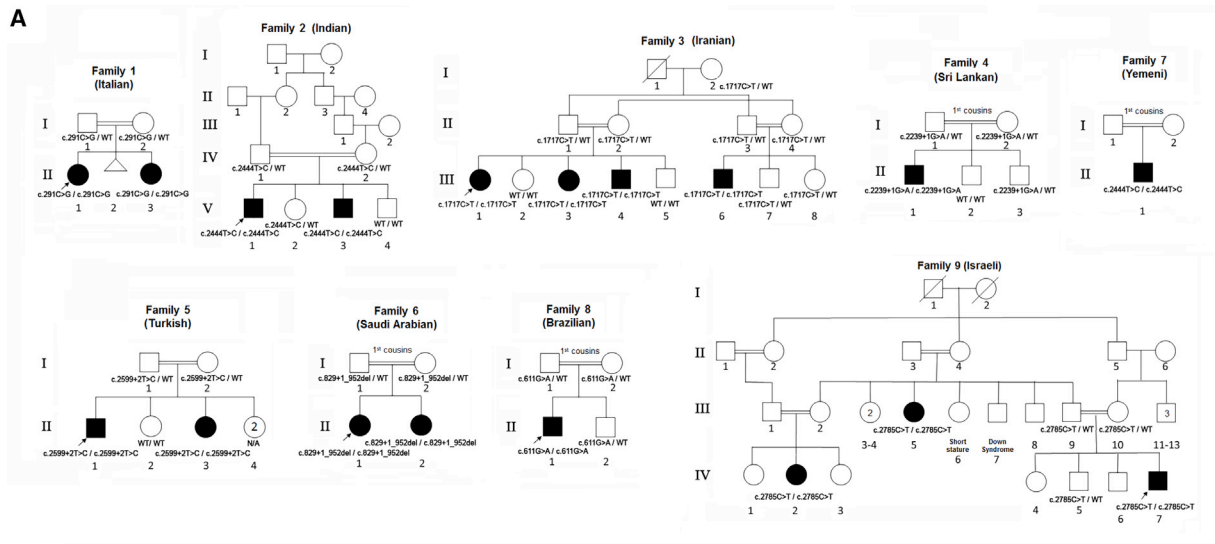 A
Family 1
(Italian)
I
c.291C>G / WT
c.291C>G / WT
1
2
II
c.291C>G / c.291C>G
c.291C>G / c.291C>G
1
2
3
Family 2 (Indian)
I
1
2
II
1
2
3
4
III
1
2
IV
c.2444T>C / WT
c.2444T>C / WT
1
2
V
c.2444T>C / WT
WT / WT
c.2444T>C / c.2444T>C
c.2444T>C / c.2444T>C
1
2
3
4
Family 3 (Iranian)
I
1
2
c.1717C>T / WT
II
c.1717C>T / WT
c.1717C>T / WT
c.1717C>T / WT
c.1717C>T / WT
1
2
3
4
III
WT / WT
c.1717C>T / c.1717C>T
c.1717C>T / c.1717C>T
c.1717C>T / c.1717C>T
c.1717C>T / c.1717C>T
c.1717C>T / WT
WT / WT
c.1717C>T / WT
1
2
3
4
5
6
7
8
Family 4
(Sri Lankan)
1st cousins
I
c.2239+1G>A / WT
c.2239+1G>A / WT
1
2
II
c.2239+1G>A / c.2239+1G>A
c.2239+1G>A / WT
WT / WT
1
2
3
Family 7
(Yemeni)
1st cousins
I
1
2
II
c.2444T>C / c.2444T>C
1
Family 5
(Turkish)
I
c.2599+2T>C / WT
c.2599+2T>C / WT
1
2
II
2
WT/ WT
N/A
c.2599+2T>C / c.2599+2T>C
c.2599+2T>C / c.2599+2T>C
1
2
3
4
Family 6
(Saudi Arabian)
1st cousins
I
c.829+1_952del / WT
c.829+1_952del / WT
1
2
II
c.829+1_952del / c.829+1_952del
c.829+1_952del / c.829+1_952del
1
2
Family 8
(Brazilian)
1st cousins
I
c.611G>A / WT
c.611G>A / WT
1
2
II
c.611G>A / WT
c.611G>A / c.611G>A
1
2
Family 9 (Israeli)
I
1
2
II
1
2
3
4
5
6
III
2
3
c.2785C>T / c.2785C>T
c.2785C>T / WT
c.2785C>T / WT
1
2
3-4
5
Short
stature
6
Down
Syndrome
7
8
9
10
11-13
IV
c.2785C>T / c.2785C>T
c.2785C>T / WT
c.2785C>T / c.2785C>T
1
2
3
4
5
6
7